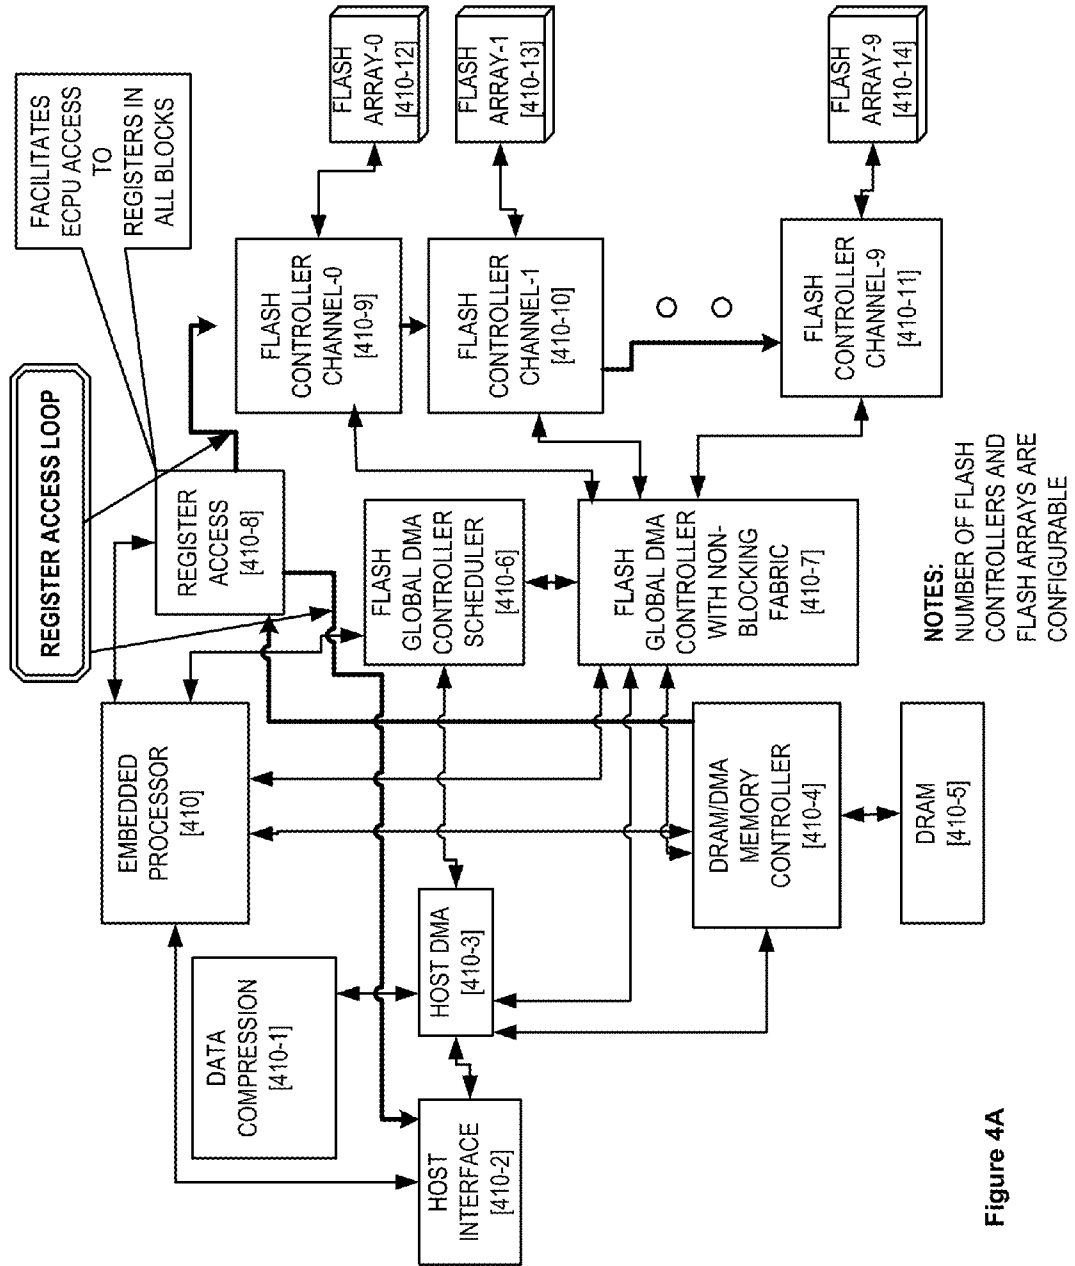 FACILITATES
ECPU ACCESS
TO
REGISTERS IN
ALL BLOCKS
REGISTER ACCESS LOOP
EMBEDDED
PROCESSOR
[410]
REGISTER
ACCESS
[410-8]
DATA
COMPRESSION
[410-1]
HOST
INTERFACE
[410-2]
HOST DMA
[410-3]
FLASH
GLOBAL DMA
CONTROLLER
SCHEDULER
[410-6]
FLASH
GLOBAL DMA
CONTROLLER
WITH NON-
BLOCKING
FABRIC
[410-7]
DRAM/DMA
MEMORY
CONTROLLER
[410-4]
DRAM
[410-5]
FLASH
CONTROLLER
CHANNEL-0
[410-9]
FLASH
CONTROLLER
CHANNEL-1
[410-10]
FLASH
CONTROLLER
CHANNEL-9
[410-11]
FLASH
ARRAY-0
[410-12]
FLASH
ARRAY-1
[410-13]
FLASH
ARRAY-9
[410-14]
NOTES:
NUMBER OF FLASH
CONTROLLERS AND
FLASH ARRAYS ARE
CONFIGURABLE
Figure 4A